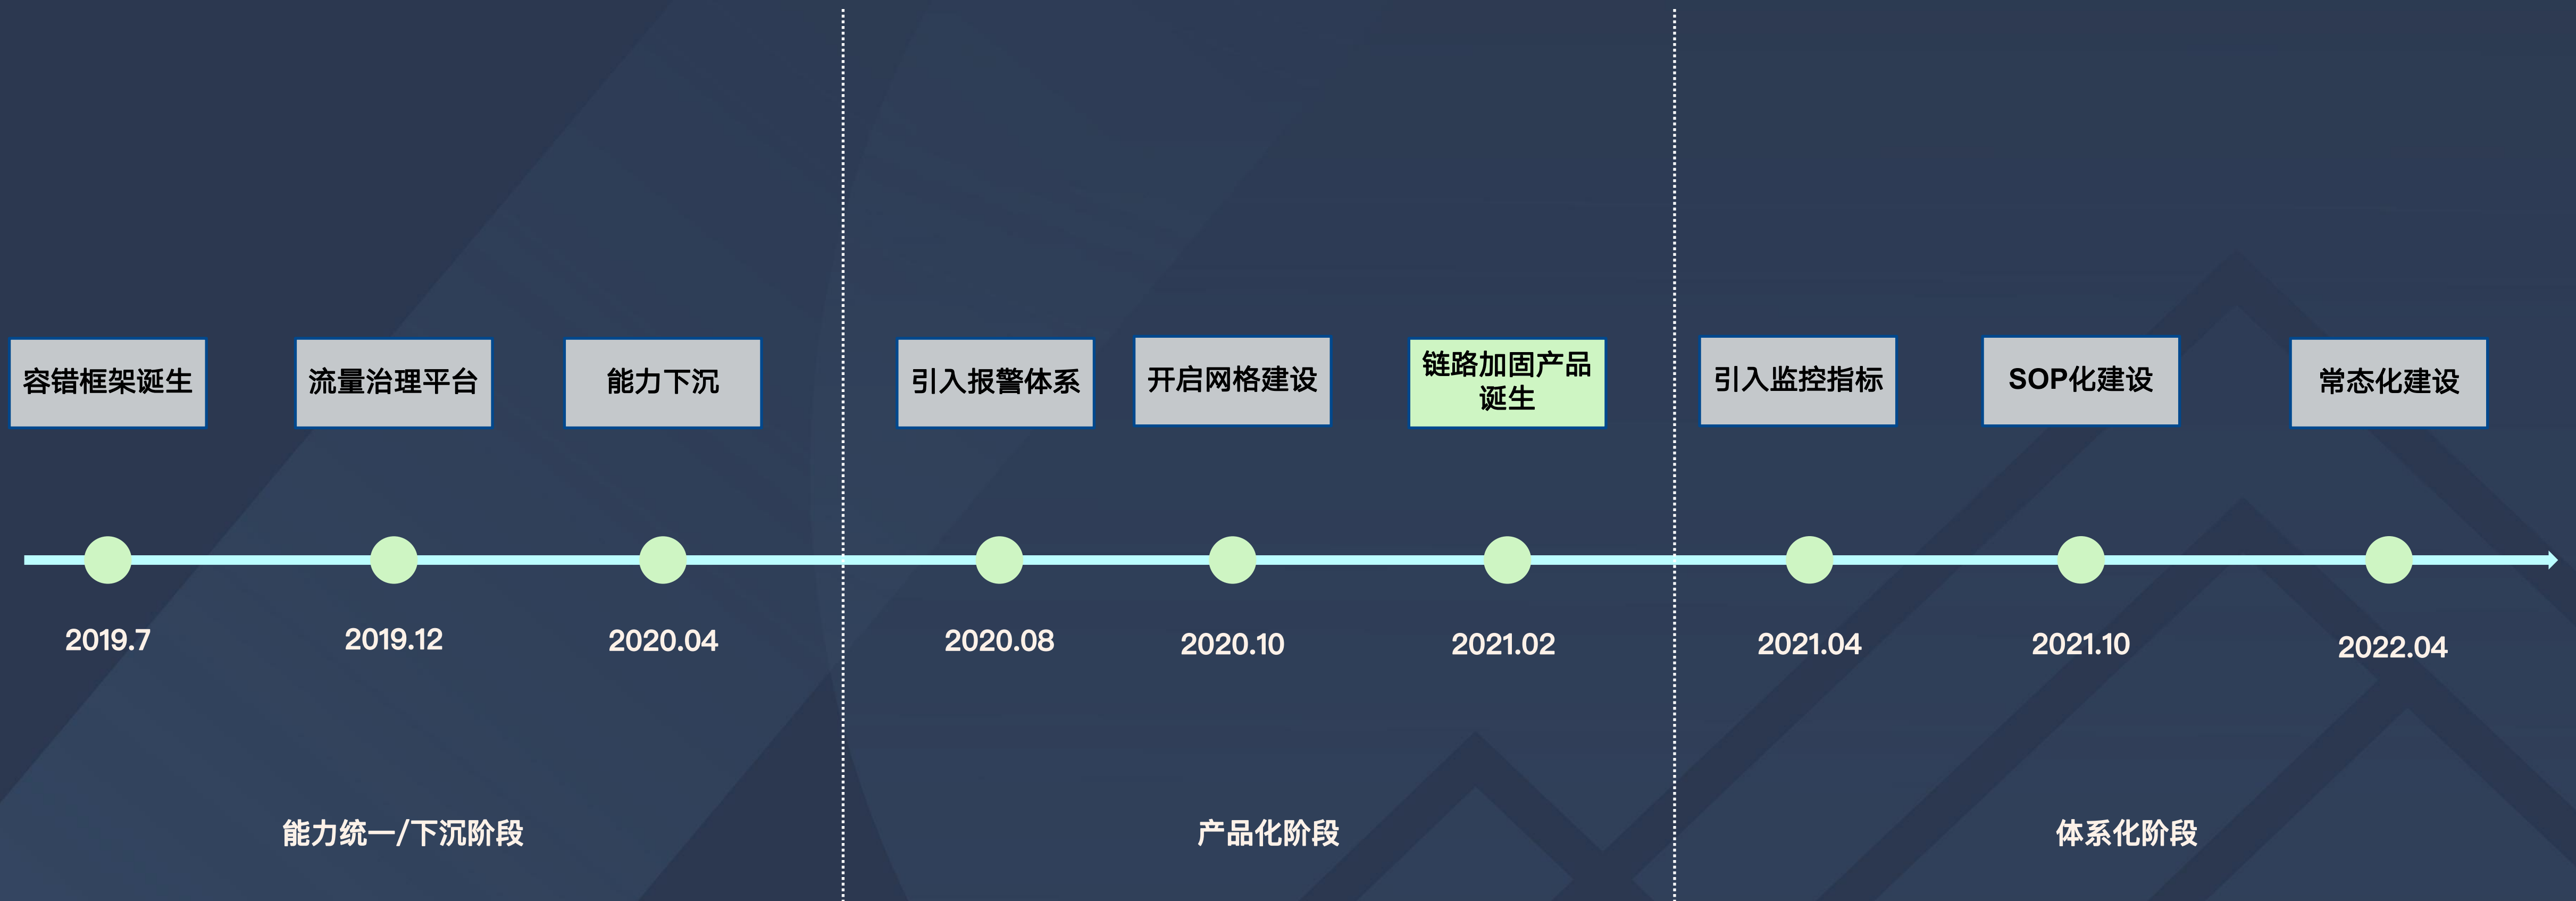 容错框架诞生
流量治理平台
能力下沉
引入报警体系
开启网格建设
链路加固产品
诞生
引入监控指标
SOP化建设
常态化建设
2019.7
2019.12
2020.04
2020.08
2020.10
2021.02
2021.04
2021.10
2022.04
能力统一/下沉阶段
产品化阶段
体系化阶段